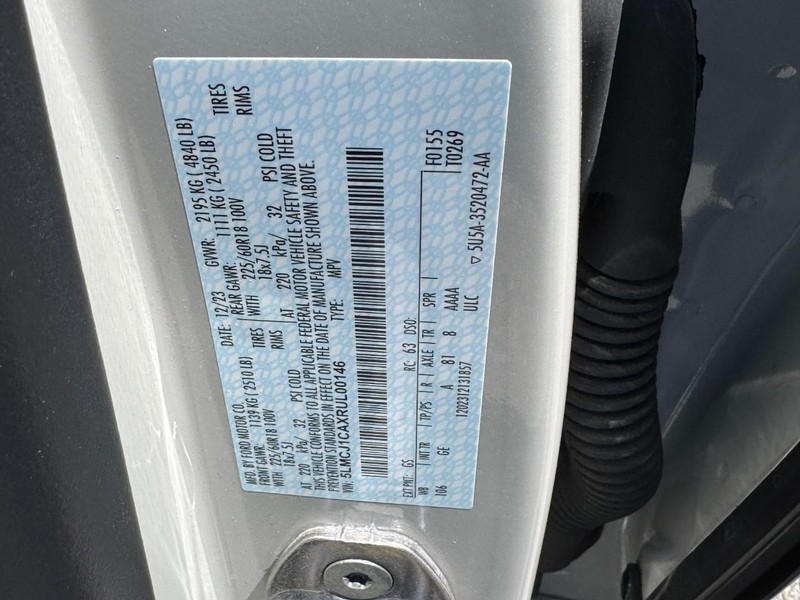 MFD. BY FORD MOTOR CO.
DATE: 12/23 GVWR: 2195 KG ( 4840 LB)
FRONT GAWR: 1139 KG ( 2510 LB) REAR GAWR: 1111 KG ( 2450 LB)
WITH 225/60R18 100V TIRES WITH 225/60R18 100V TIRES
18x7.5J RIMS 18x7.5J RIMS
AT 220 kPa/ 32 PSI COLD AT 220 kPa/ 32 PSI COLD
THIS VEHICLE CONFORMS TO ALL APPLICABLE FEDERAL MOTOR VEHICLE SAFETY AND THEFT
PREVENTION STANDARDS IN EFFECT ON THE DATE OF MANUFACTURE SHOWN ABOVE.
VIN: 5LMCJ1CAXRUL00146 TYPE: MPV
EXT PNT: GS RC: 63 DSO: F0155
WB INT TR TP/PS R AXLE TR SPR T0269
106 GE A 81 8 AAAA
1202312131857 ULC ▽ 5U5A-3520472-AA